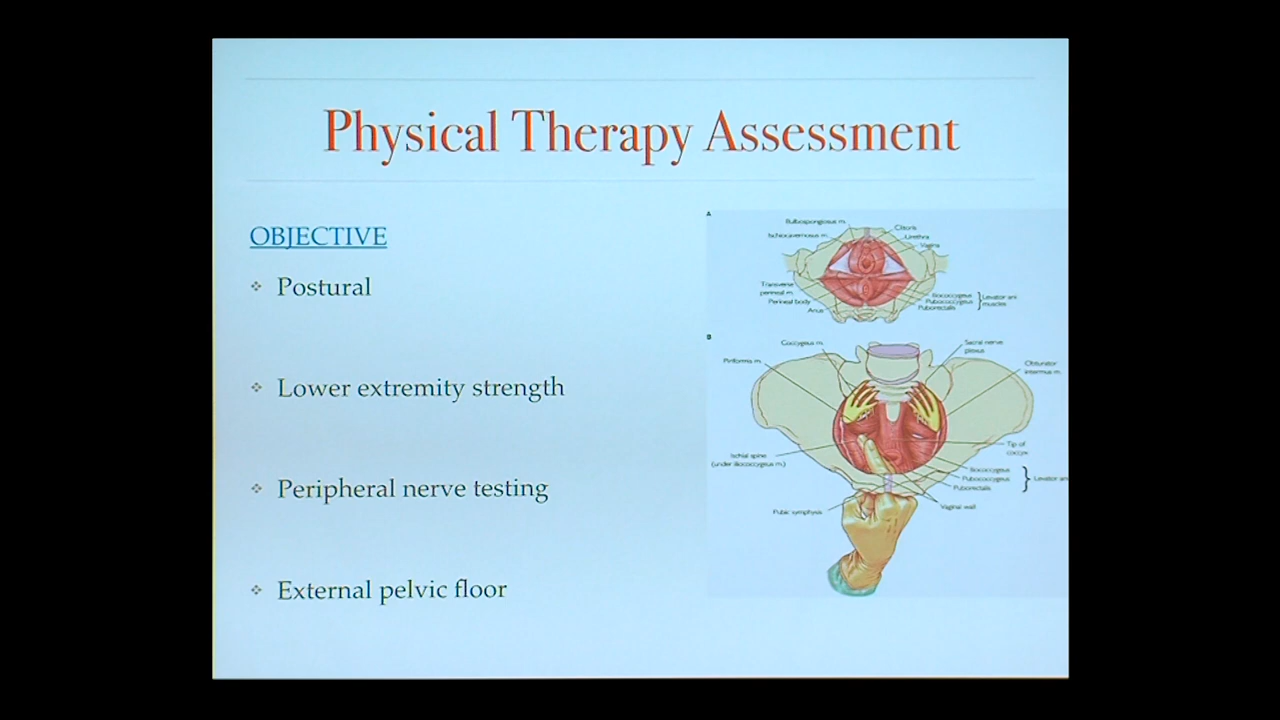 Physical Therapy Assessment
OBJECTIVE
Postural
Lower extremity strength
Peripheral nerve testing
External pelvic floor
A
Bulbospongiosus m.
Ischiocavernosus m.
Clitoris
Urethra
Vagina
Transverse
perineal m.
Perineal body
Anus
Iliococcygeus
Pubococcygeus
Puborectalis
Levator ani
muscles
B
Coccygeus m.
Piriformis m.
Sacral nerve
plexus
Obturator
internus m.
Ischial spine
(under iliococcygeus m.)
Tip of
coccyx
Iliococcygeus
Pubococcygeus
Puborectalis
Levator an
Pubic symphysis
Vaginal wall